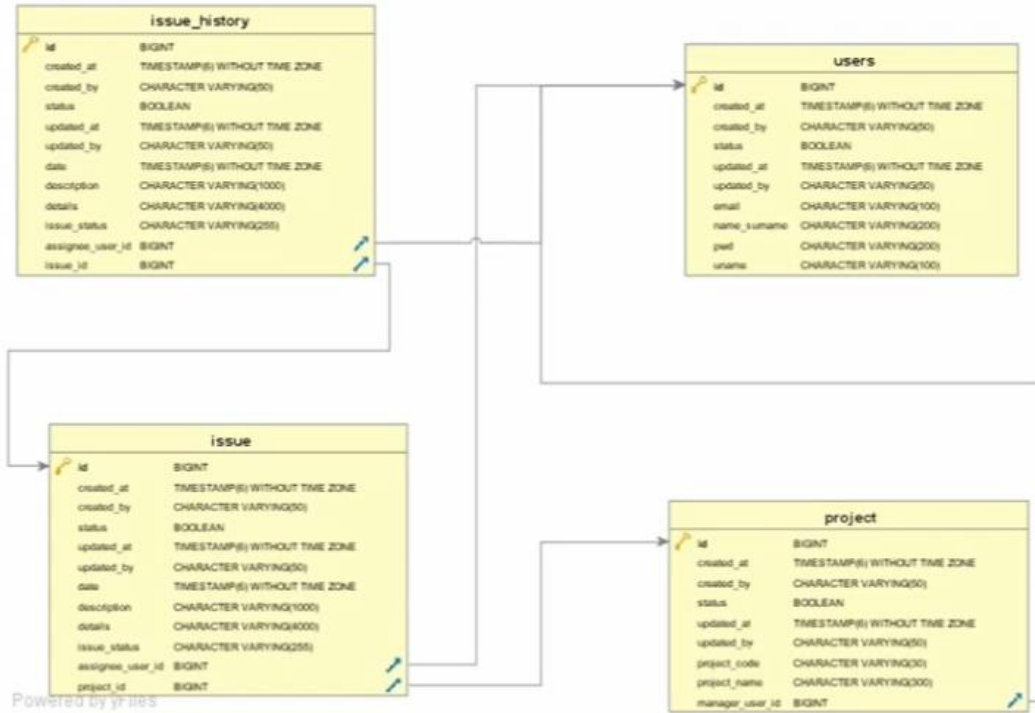 issue_history
id BIGINT
created_at TIMESTAMP(6) WITHOUT TIME ZONE
created_by CHARACTER VARYING(50)
status BOOLEAN
updated_at TIMESTAMP(6) WITHOUT TIME ZONE
updated_by CHARACTER VARYING(50)
date TIMESTAMP(6) WITHOUT TIME ZONE
description CHARACTER VARYING(1000)
details CHARACTER VARYING(4000)
issue_status CHARACTER VARYING(255)
assignee_user_id BIGINT
issue_id BIGINT
users
id BIGINT
created_at TIMESTAMP(6) WITHOUT TIME ZONE
created_by CHARACTER VARYING(50)
status BOOLEAN
updated_at TIMESTAMP(6) WITHOUT TIME ZONE
updated_by CHARACTER VARYING(50)
email CHARACTER VARYING(100)
name_surname CHARACTER VARYING(200)
pwd CHARACTER VARYING(200)
uname CHARACTER VARYING(100)
issue
id BIGINT
created_at TIMESTAMP(6) WITHOUT TIME ZONE
created_by CHARACTER VARYING(50)
status BOOLEAN
updated_at TIMESTAMP(6) WITHOUT TIME ZONE
updated_by CHARACTER VARYING(50)
date TIMESTAMP(6) WITHOUT TIME ZONE
description CHARACTER VARYING(1000)
details CHARACTER VARYING(4000)
issue_status CHARACTER VARYING(255)
assignee_user_id BIGINT
project_id BIGINT
project
id BIGINT
created_at TIMESTAMP(6) WITHOUT TIME ZONE
created_by CHARACTER VARYING(50)
status BOOLEAN
updated_at TIMESTAMP(6) WITHOUT TIME ZONE
updated_by CHARACTER VARYING(50)
project_code CHARACTER VARYING(30)
project_name CHARACTER VARYING(300)
manager_user_id BIGINT
Powered by yFiles